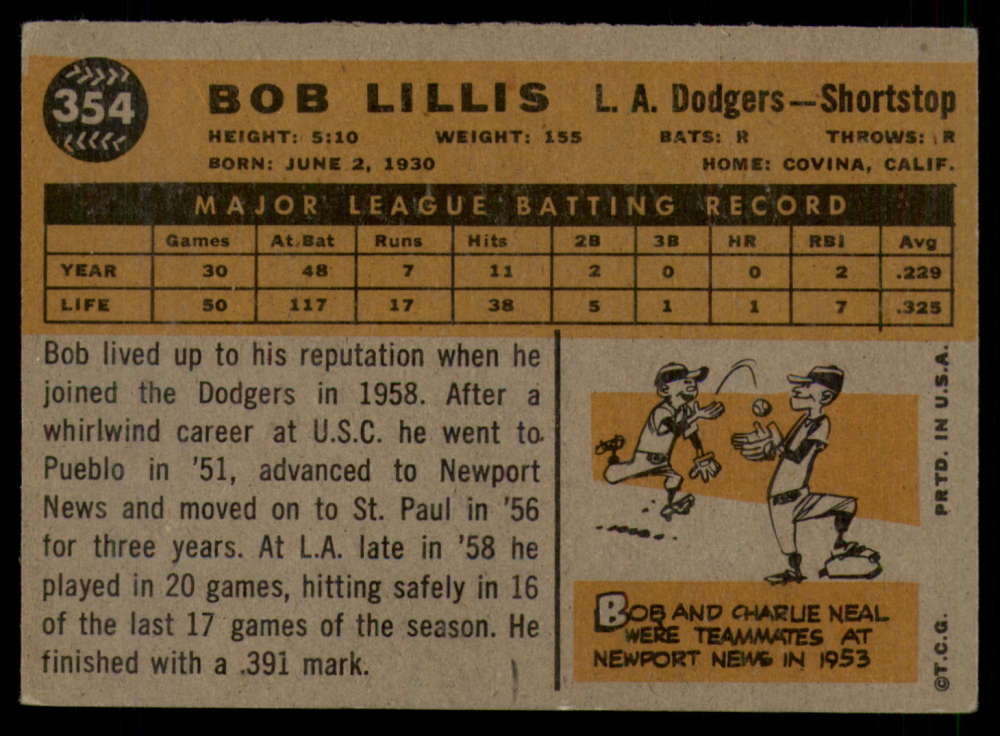 354
BOB LILLIS L. A. Dodgers—Shortstop
HEIGHT: 5:10 WEIGHT: 155 BATS: R THROWS: R
BORN: JUNE 2, 1930 HOME: COVINA, CALIF.
MAJOR LEAGUE BATTING RECORD
Games At Bat Runs Hits 2B 3B HR RBI Avg
YEAR 30 48 7 11 2 0 0 2 .229
LIFE 50 117 17 38 5 1 1 7 .325
Bob lived up to his reputation when he
joined the Dodgers in 1958. After a
whirlwind career at U.S.C. he went to
Pueblo in '51, advanced to Newport
News and moved on to St. Paul in '56
for three years. At L.A. late in '58 he
played in 20 games, hitting safely in 16
of the last 17 games of the season. He
finished with a .391 mark.
BOB AND CHARLIE NEAL
WERE TEAMMATES AT
NEWPORT NEWS IN 1953
©T.C.G. PRTD. IN U.S.A.